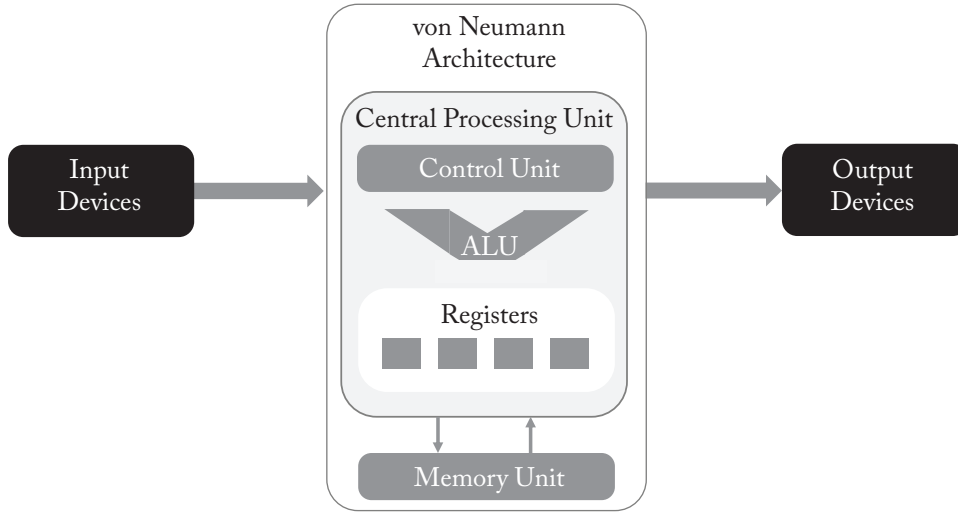 von Neumann
Architecture
Central Processing Unit
Input
Devices
Control Unit
Output
Devices
ALU
Registers
Memory Unit